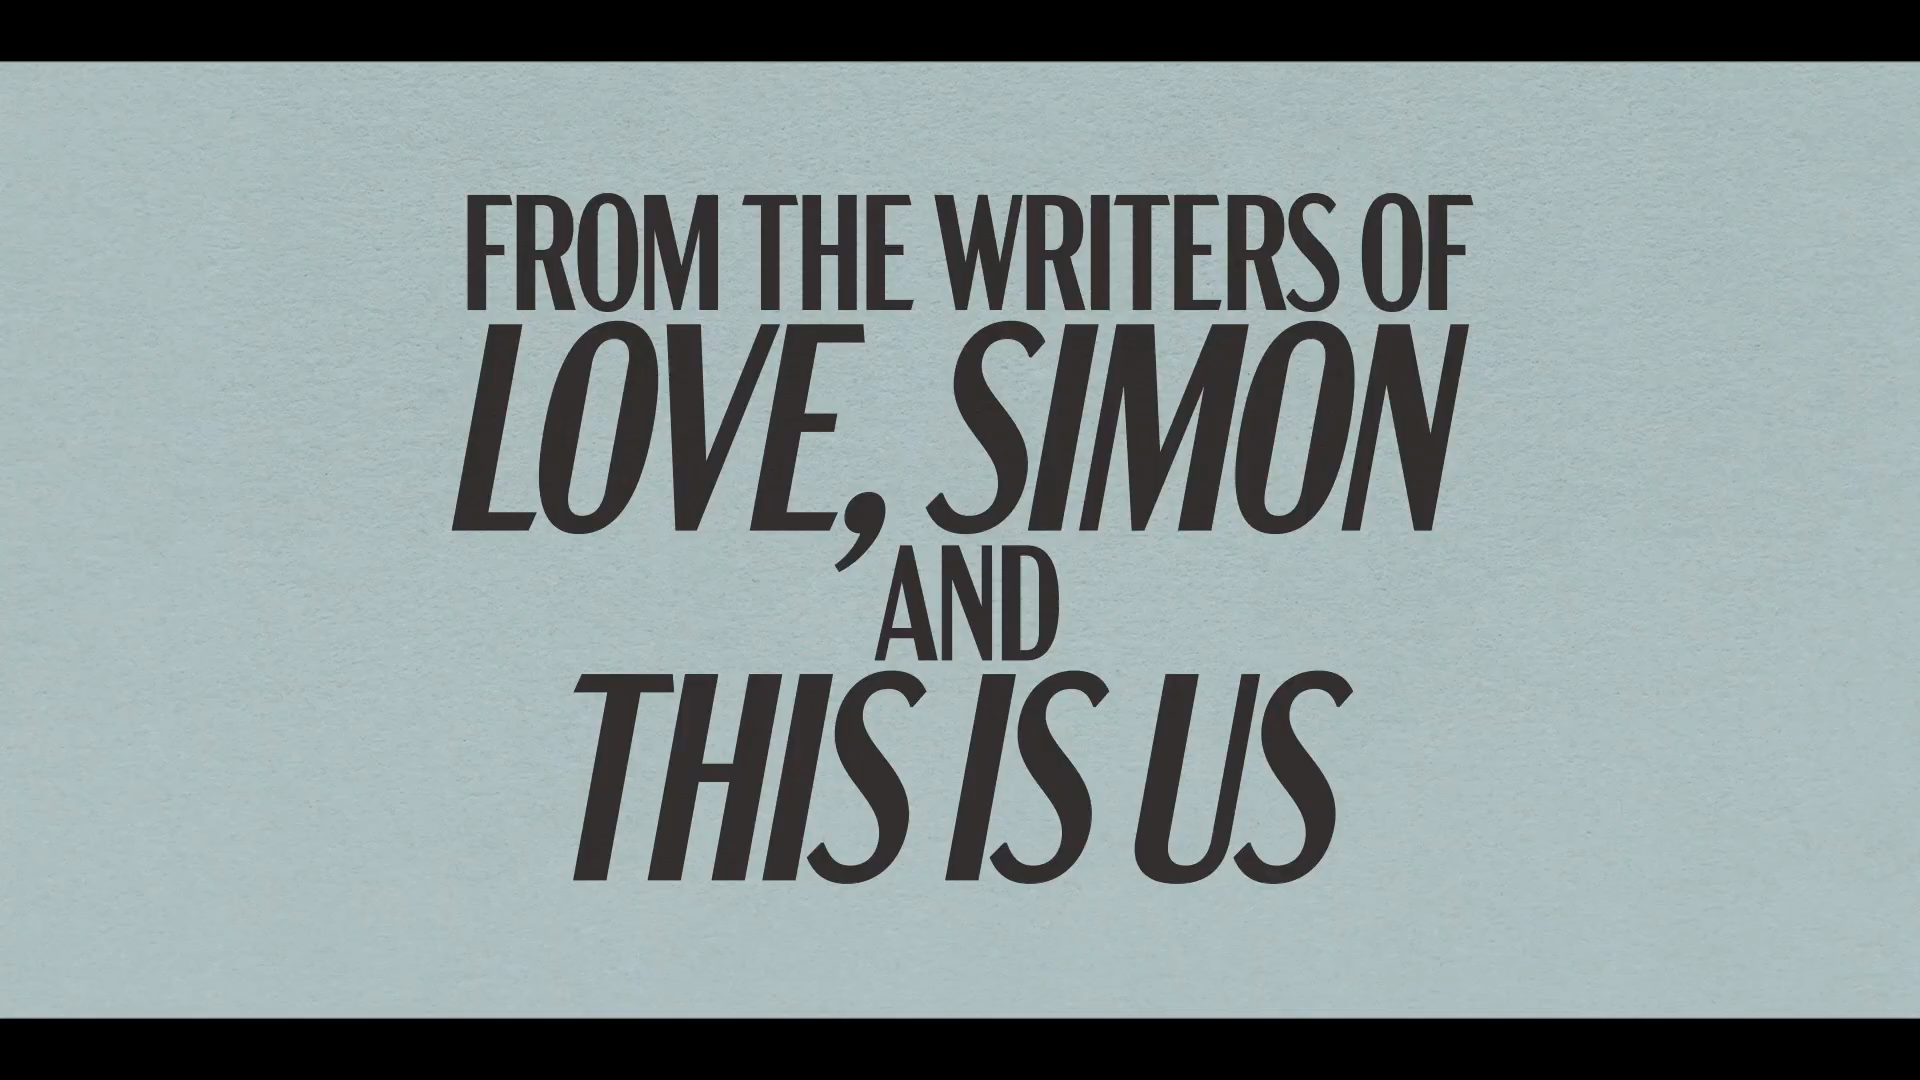 FROM THE WRITERS OF
LOVE, SIMON
AND
THIS IS US